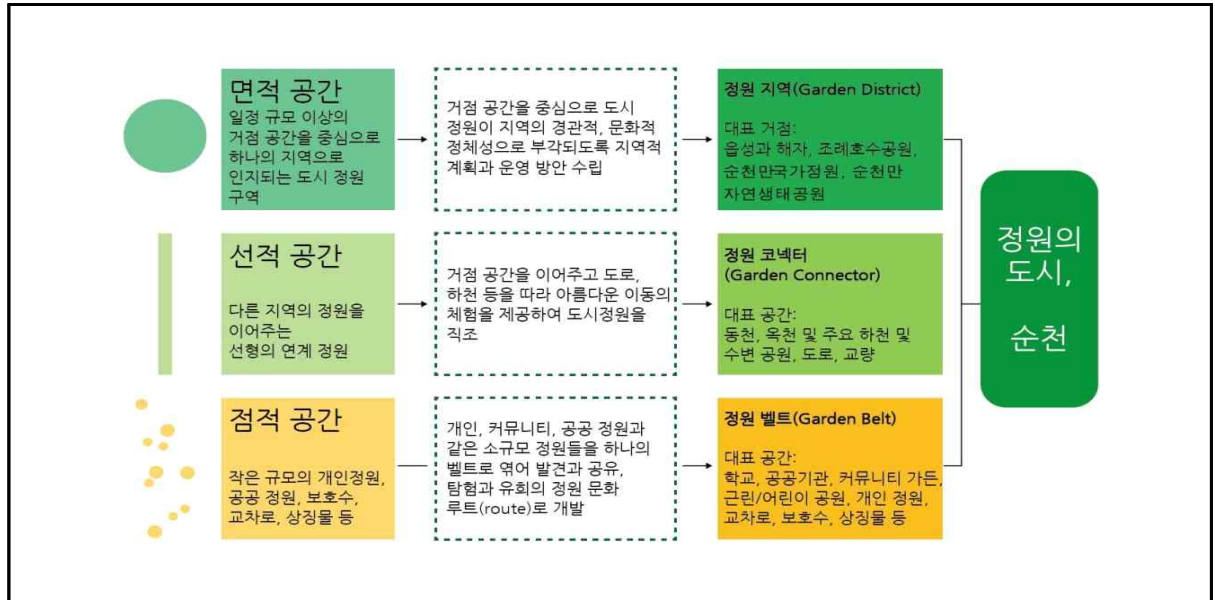 면적 공간
일정 규모 이상의
거점 공간을 중심으로
하나의 지역으로
인지되는 도시 정원
구역
거점 공간을 중심으로 도시
정원이 지역의 경관적, 문화적
정체성으로 부각되도록 지역적
계획과 운영 방안 수립
정원 지역(Garden District)
대표 거점:
읍성과 해자, 조례호수공원,
순천만국가정원, 순천만
자연생태공원
선적 공간
다른 지역의 정원을
이어주는
선형의 연계 정원
거점 공간을 이어주고 도로,
하천 등을 따라 아름다운 이동의
체험을 제공하여 도시정원을
직조
정원 코넥터
(Garden Connector)
대표 공간:
동천, 옥천 및 주요 하천 및
수변 공원, 도로, 교량
점적 공간
작은 규모의 개인정원,
공공 정원, 보호수,
교차로, 상징물 등
개인, 커뮤니티, 공공 정원과
같은 소규모 정원들을 하나의
벨트로 엮어 발견과 공유,
탐험과 유희의 정원 문화
루트(route)로 개발
정원 벨트(Garden Belt)
대표 공간:
학교, 공공기관, 커뮤니티 가든,
근린/어린이 공원, 개인 정원,
교차로, 보호수, 상징물 등
정원의
도시,
순천